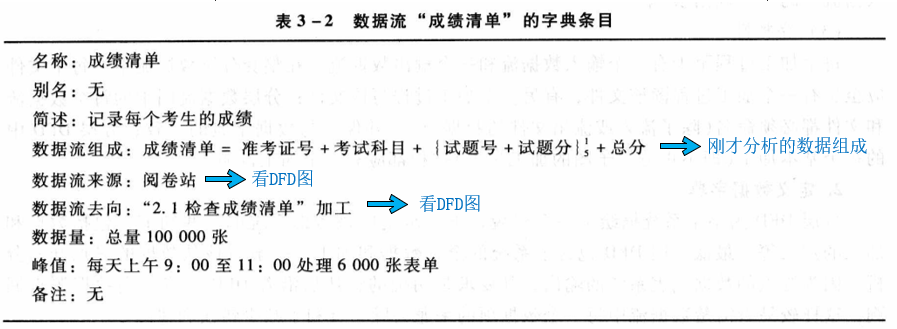 表 3-2 数据流“成绩清单”的字典条目
名称：成绩清单
别名：无
简述：记录每个考生的成绩
数据流组成：成绩清单 = 准考证号 + 考试科目 + {试题号 + 试题分} + 总分 刚才分析的数据组成
数据流来源：阅卷站 看DFD图
数据流去向：“2.1 检查成绩清单”加工 看DFD图
数据量：总量 100 000 张
峰值：每天上午 9：00 至 11：00 处理 6 000 张表单
备注：无